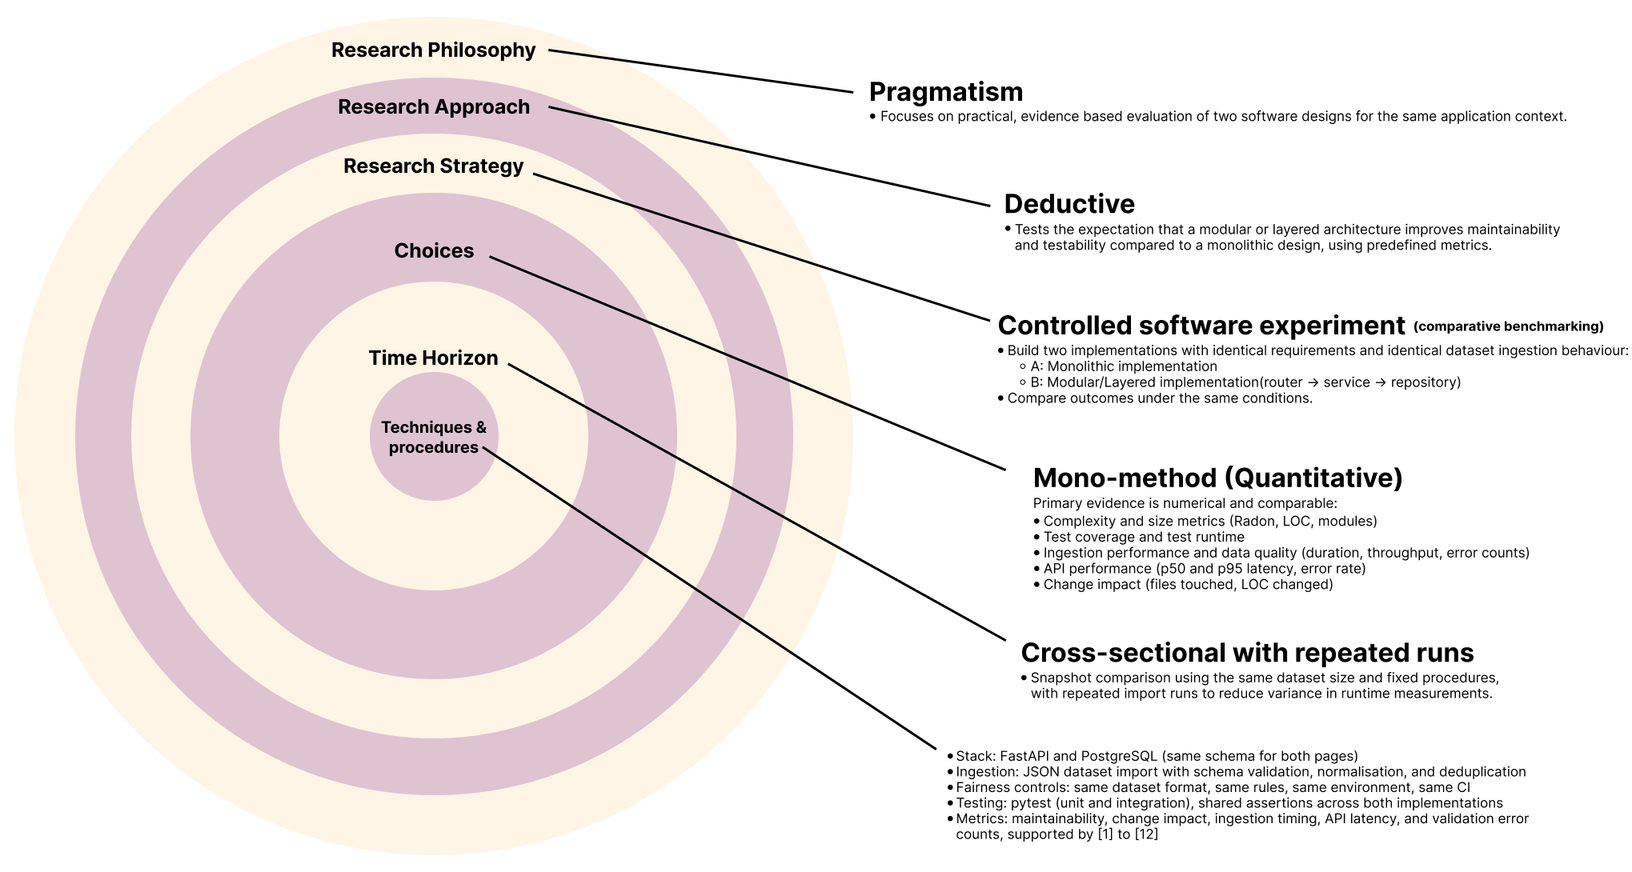 Research Philosophy
Research Approach
Research Strategy
Choices
Time Horizon
Techniques &
procedures
Pragmatism
• Focuses on practical, evidence based evaluation of two software designs for the same application context.
Deductive
• Tests the expectation that a modular or layered architecture improves maintainability
and testability compared to a monolithic design, using predefined metrics.
Controlled software experiment (comparative benchmarking)
• Build two implementations with identical requirements and identical dataset ingestion behaviour:
◦ A: Monolithic implementation
◦ B: Modular/Layered implementation(router → service → repository)
• Compare outcomes under the same conditions.
Mono-method (Quantitative)
Primary evidence is numerical and comparable:
• Complexity and size metrics (Radon, LOC, modules)
• Test coverage and test runtime
• Ingestion performance and data quality (duration, throughput, error counts)
• API performance (p50 and p95 latency, error rate)
• Change impact (files touched, LOC changed)
Cross-sectional with repeated runs
• Snapshot comparison using the same dataset size and fixed procedures,
with repeated import runs to reduce variance in runtime measurements.
• Stack: FastAPI and PostgreSQL (same schema for both pages)
• Ingestion: JSON dataset import with schema validation, normalisation, and deduplication
• Fairness controls: same dataset format, same rules, same environment, same CI
• Testing: pytest (unit and integration), shared assertions across both implementations
• Metrics: maintainability, change impact, ingestion timing, API latency, and validation error
counts, supported by [1] to [12]